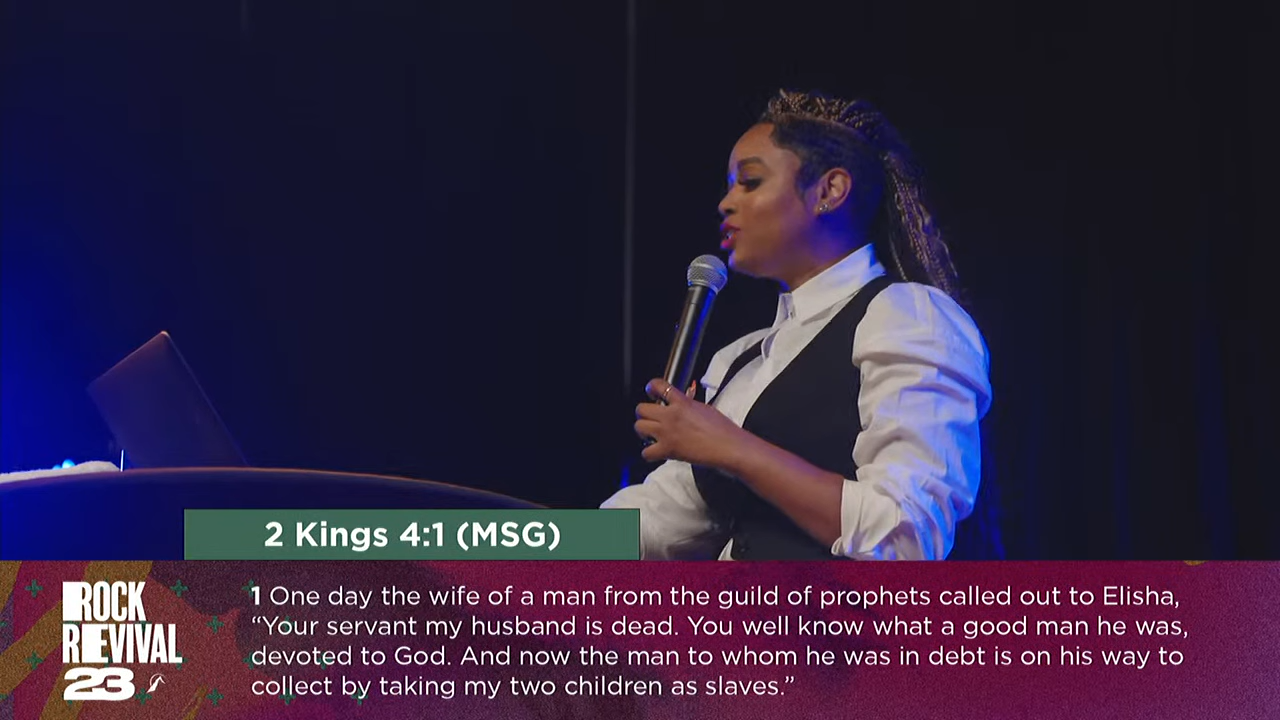 2 Kings 4:1 (MSG)
ROCK
REVIVAL
23
1 One day the wife of a man from the guild of prophets called out to Elisha,
“Your servant my husband is dead. You well know what a good man he was,
devoted to God. And now the man to whom he was in debt is on his way to
collect by taking my two children as slaves.”